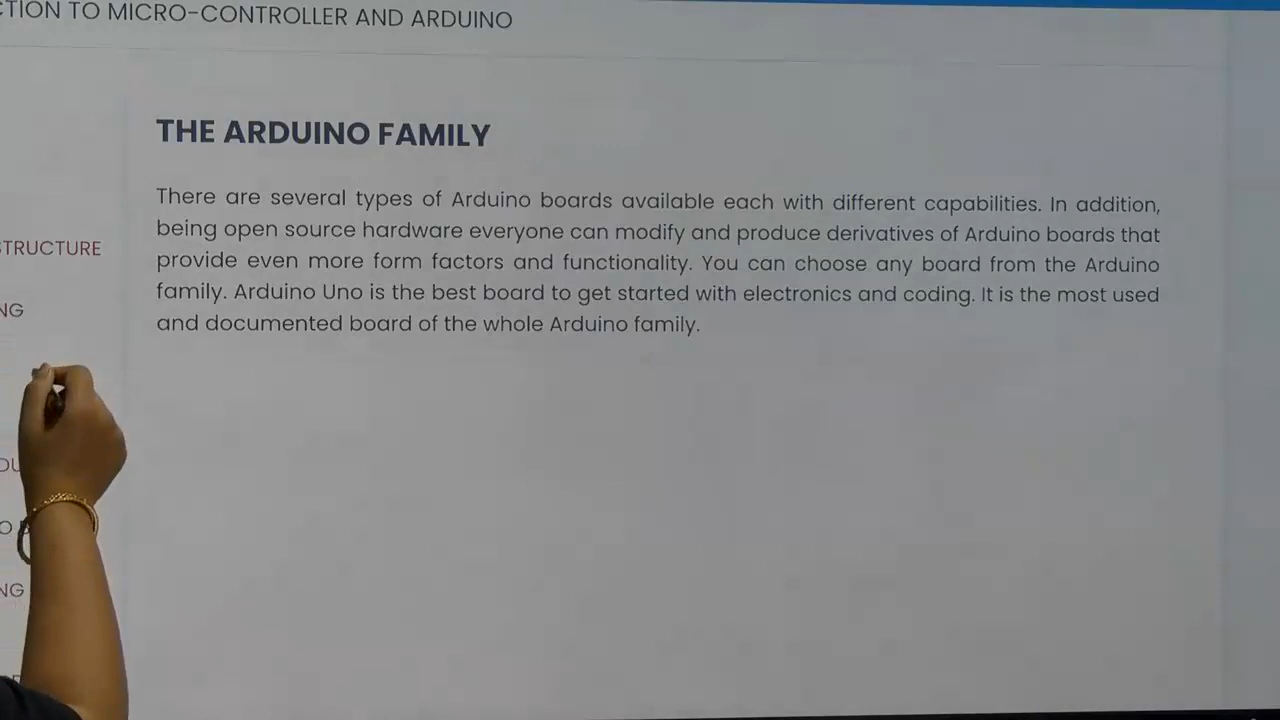 CTION TO MICRO-CONTROLLER AND ARDUINO
THE ARDUINO FAMILY
There are several types of Arduino boards available each with different capabilities. In addition,
being open source hardware everyone can modify and produce derivatives of Arduino boards that
provide even more form factors and functionality. You can choose any board from the Arduino
family. Arduino Uno is the best board to get started with electronics and coding. It is the most used
and documented board of the whole Arduino family.
STRUCTURE
NG
NG